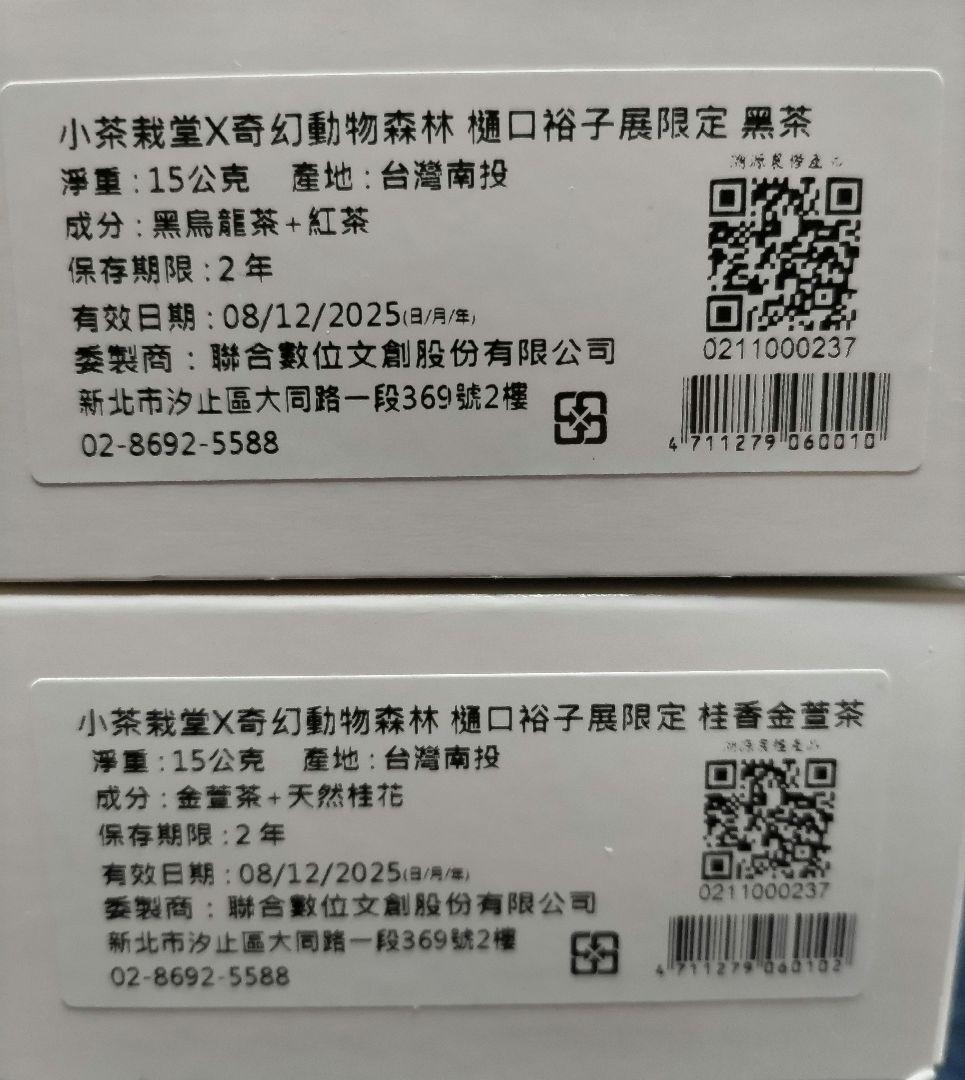 小茶栽堂X奇幻動物森林 樋口裕子展限定 黑茶
淨重:15公克 產地:台灣南投
成分:黑烏龍茶+紅茶
保存期限:2年
有效日期:08/12/2025(日/月/年)
委製商:聯合數位文創股份有限公司
新北市汐止區大同路一段369號2樓
02-8692-5588
0211000237
4 711279 060010
小茶栽堂X奇幻動物森林 樋口裕子展限定 桂香金萱茶
淨重:15公克 產地:台灣南投
成分:金萱茶+天然桂花
保存期限:2年
有效日期:08/12/2025(日/月/年)
委製商:聯合數位文創股份有限公司
新北市汐止區大同路一段369號2樓
02-8692-5588
0211000237
4 711279 060102